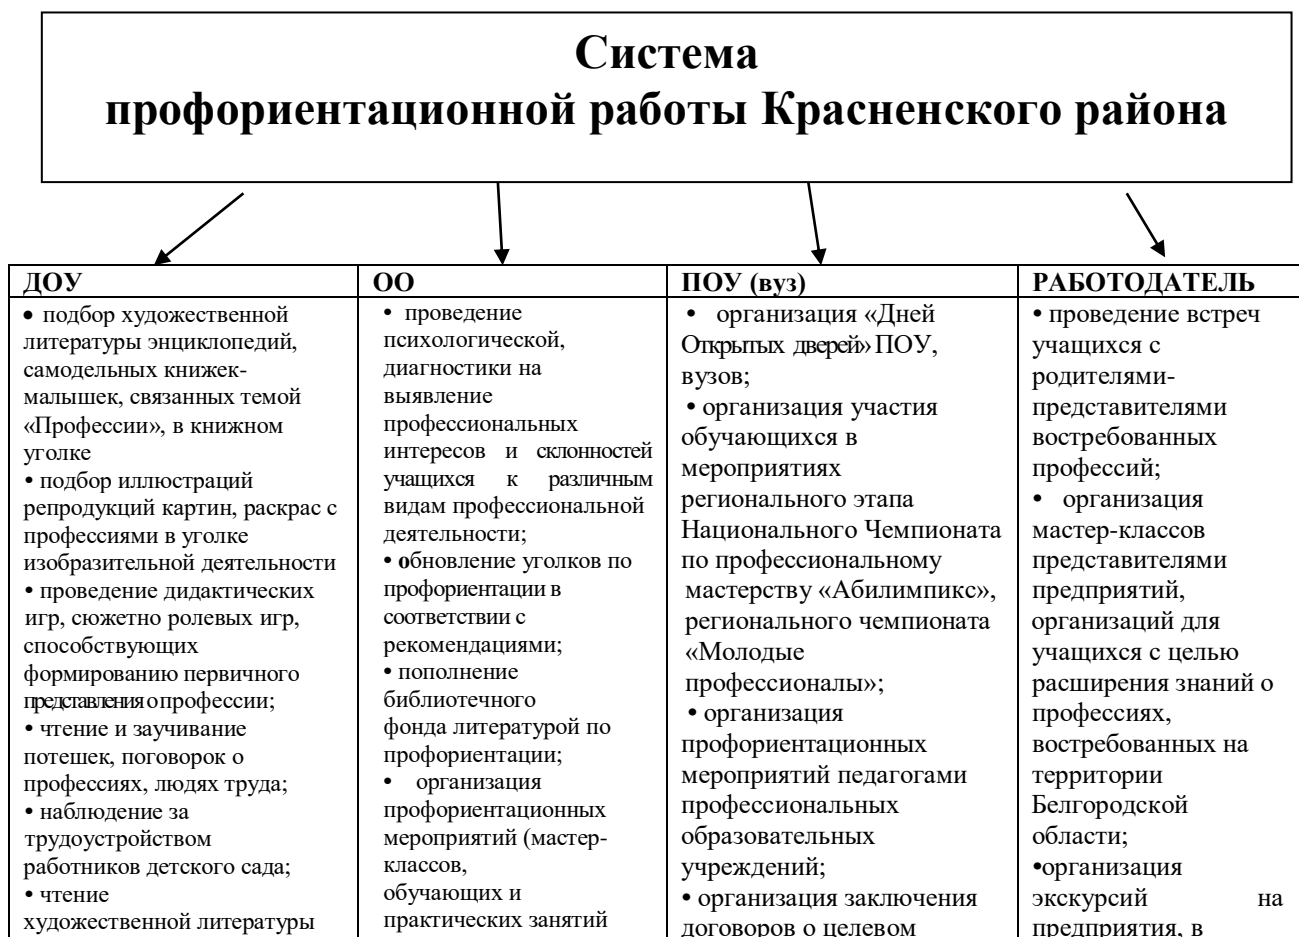 Система
профориентационной работы Красненского района
ДОУ
• подбор художественной
литературы энциклопедий,
самодельных книжек-
малышек, связанных темой
«Профессии», в книжном
уголке
• подбор иллюстраций
репродукций картин, раскрас с
профессиями в уголке
изобразительной деятельности
• проведение дидактических
игр, сюжетно ролевых игр,
способствующих
формированию первичного
представления о профессии;
• чтение и заучивание
потешек, поговорок о
профессиях, людях труда;
• наблюдение за
трудоустройством
работников детского сада;
• чтение
художественной литературы
ОО
• проведение
психологической,
диагностики на
выявление
профессиональных
интересов и склонностей
учащихся к различным
видам профессиональной
деятельности;
• обновление уголков по
профориентации в
соответствии с
рекомендациями;
• пополнение
библиотечного
фонда литературой по
профориентации;
• организация
профориентационных
мероприятий (мастер-
классов,
обучающих и
практических занятий
ПОУ (вуз)
• организация «Дней
Открытых дверей» ПОУ,
вузов;
• организация участия
обучающихся в
мероприятиях
регионального этапа
Национального Чемпионата
по профессиональному
мастерству «Абилимпикс»,
регионального чемпионата
«Молодые
профессионалы»;
• организация
профориентационных
мероприятий педагогами
профессиональных
образовательных
учреждений;
• организация заключения
договоров о целевом
РАБОТОДАТЕЛЬ
• проведение встреч
учащихся с
родителями-
представителями
востребованных
профессий;
• организация
мастер-классов
представителями
предприятий,
организаций для
учащихся с целью
расширения знаний о
профессиях,
востребованных на
территории
Белгородской
области;
•организация
экскурсий на
предприятия, в